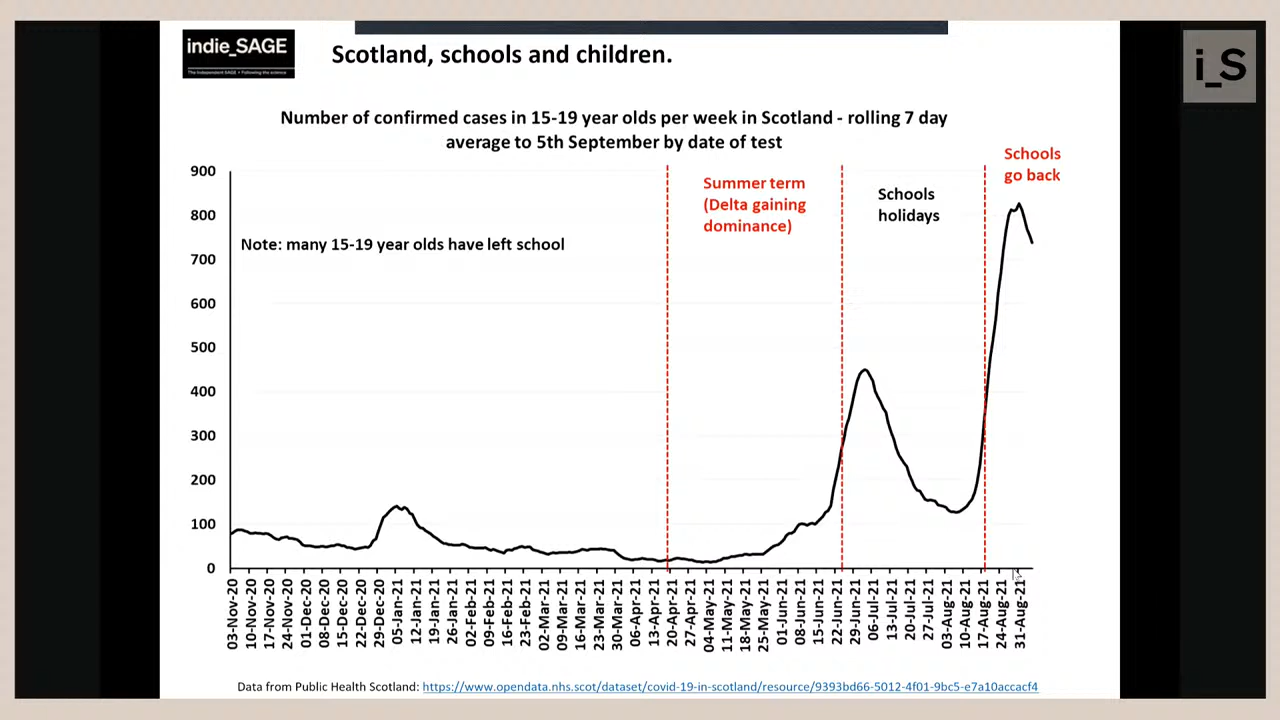 indie_SAGE
The Independent SAGE • Following the science
Scotland, schools and children.
i_S
Number of confirmed cases in 15-19 year olds per week in Scotland - rolling 7 day
average to 5th September by date of test
Schools
go back
Summer term
(Delta gaining
dominance)
Schools
holidays
Note: many 15-19 year olds have left school
900
800
700
600
500
400
300
200
100
0
03-Nov-20
10-Nov-20
17-Nov-20
24-Nov-20
01-Dec-20
08-Dec-20
15-Dec-20
22-Dec-20
29-Dec-20
05-Jan-21
12-Jan-21
19-Jan-21
26-Jan-21
02-Feb-21
09-Feb-21
16-Feb-21
23-Feb-21
02-Mar-21
09-Mar-21
16-Mar-21
23-Mar-21
30-Mar-21
06-Apr-21
13-Apr-21
20-Apr-21
27-Apr-21
04-May-21
11-May-21
18-May-21
25-May-21
01-Jun-21
08-Jun-21
15-Jun-21
22-Jun-21
29-Jun-21
06-Jul-21
13-Jul-21
20-Jul-21
27-Jul-21
03-Aug-21
10-Aug-21
17-Aug-21
24-Aug-21
31-Aug-21
Data from Public Health Scotland: https://www.opendata.nhs.scot/dataset/covid-19-in-scotland/resource/9393bd66-5012-4f01-9bc5-e7a10accacf4